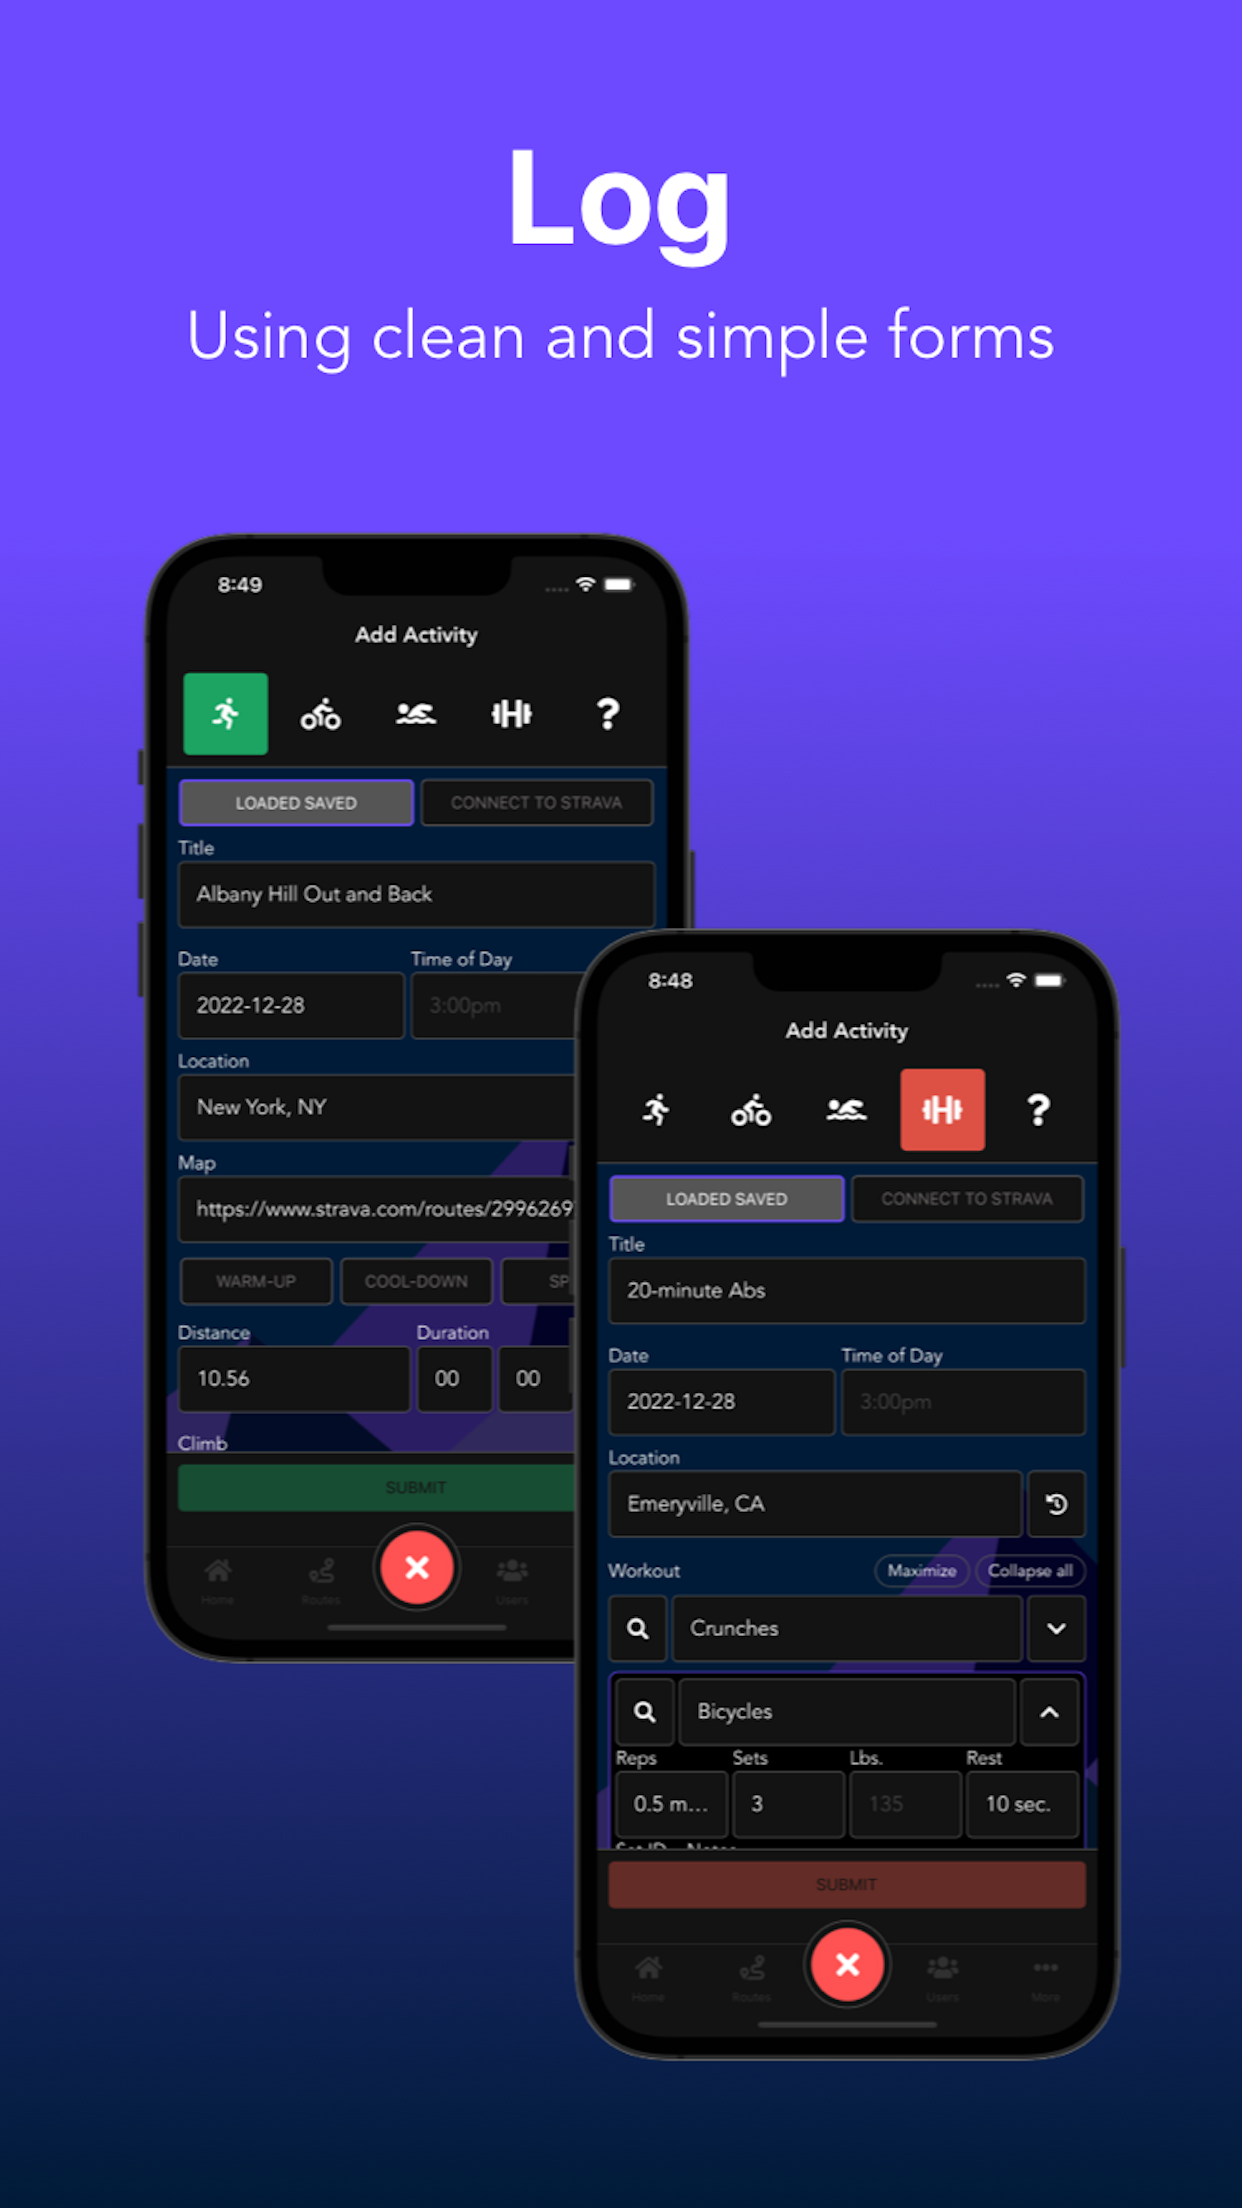 Log
Using clean and simple forms
8:49
Add Activity
LOADED SAVED
CONNECT TO STRAVA
Title
Albany Hill Out and Back
Date
Time of Day
2022-12-28
3:00pm
Location
New York, NY
Map
https://www.strava.com/routes/2996269
WARM-UP
COOL-DOWN
SP
Distance
Duration
10.56
00
00
Climb
SUBMIT
Home
Routes
Users
8:48
Add Activity
LOADED SAVED
CONNECT TO STRAVA
Title
20-minute Abs
Date
Time of Day
2022-12-28
3:00pm
Location
Emeryville, CA
Workout
Maximize
Collapse all
Crunches
Bicycles
Reps
Sets
Lbs.
Rest
0.5 m...
3
135
10 sec.
SUBMIT
Home
Routes
Users
More